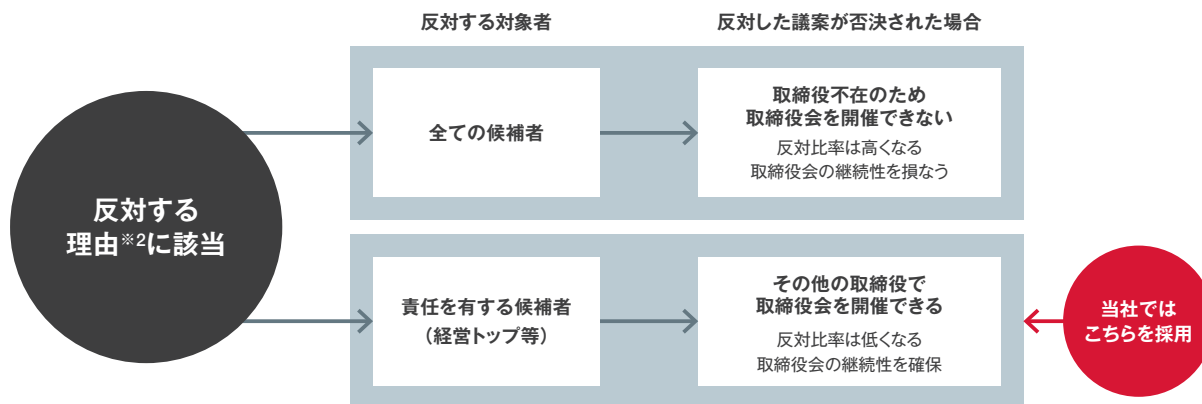 反対する対象者
反対した議案が否決された場合
反対する
理由※2に該当
全ての候補者
取締役不在のため
取締役会を開催できない
反対比率は高くなる
取締役会の継続性を損なう
責任を有する候補者
（経営トップ等）
その他の取締役で
取締役会を開催できる
反対比率は低くなる
取締役会の継続性を確保
当社では
こちらを採用